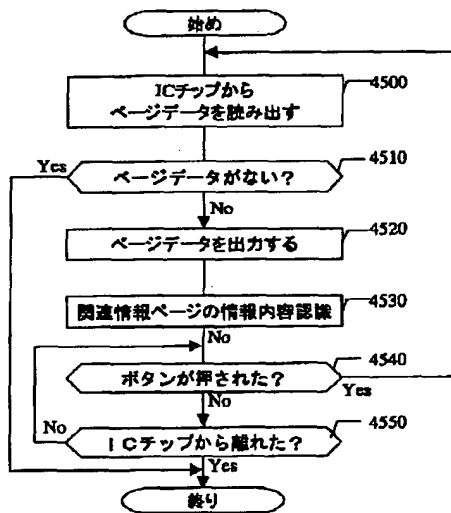 始め
ICチップから
ページデータを読み出す
4500
Yes
ページデータがない?
4510
No
ページデータを出力する
4520
関連情報ページの情報内容認識
4530
No
ボタンが押された?
4540
Yes
No
No
ICチップから離れた?
4550
Yes
終り